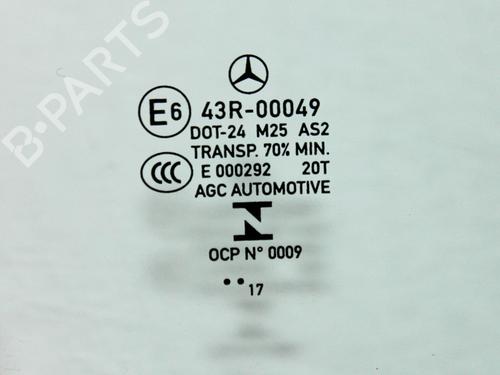 B-PARTS
E6 43R-00049
DOT-24 M25 AS2
TRANSP. 70% MIN.
CCC E 000292 20T
AGC AUTOMOTIVE
N
OCP N° 0009
•• 17
B-PARTS